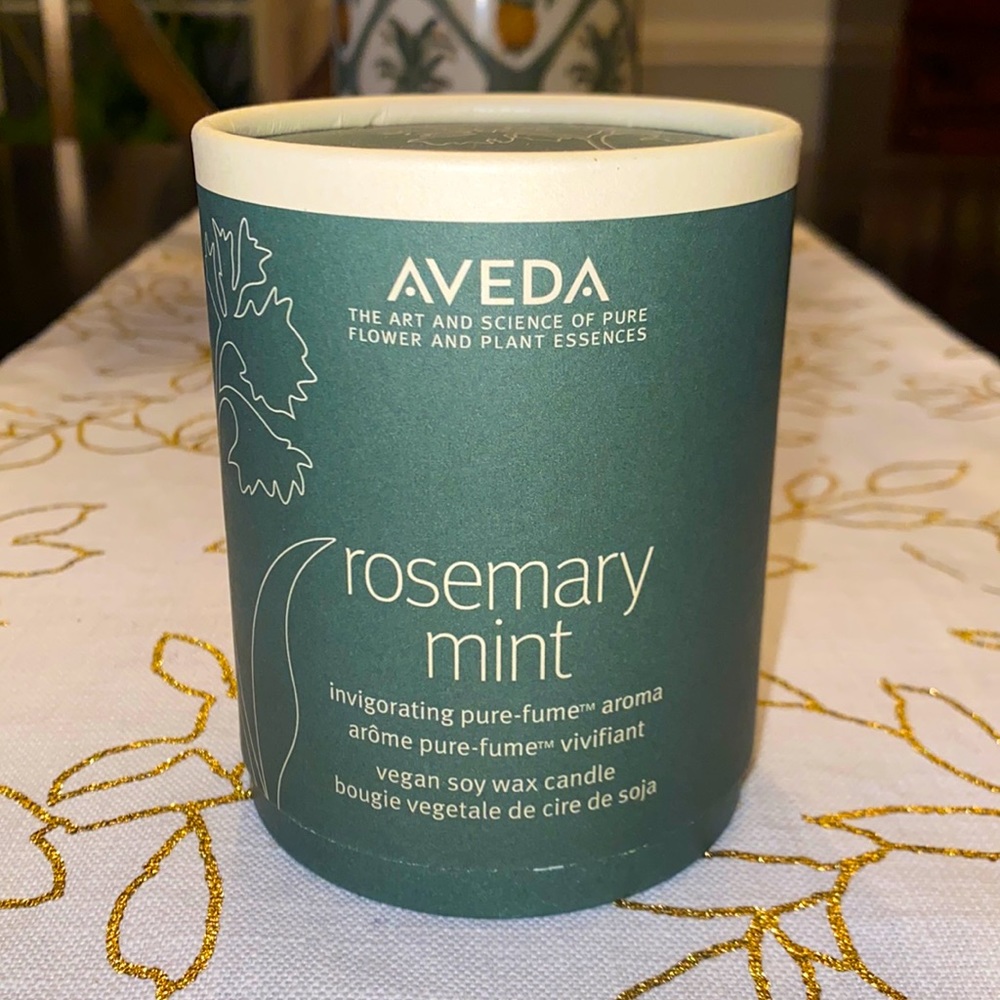 AVEDA
THE ART AND SCIENCE OF PURE
FLOWER AND PLANT ESSENCES
rosemary
mint
invigorating pure-fume™ aroma
arôme pure-fume™ vivifiant
vegan soy wax candle
bougie vegetale de cire de soja